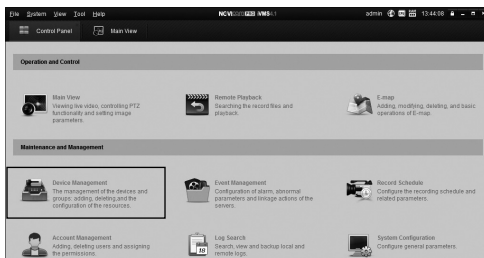 File System View Tool Help
admin 13:44:08
Control Panel Main View
Operation and Control
Main View
Viewing live video, controlling PTZ
functionality and setting image
parameters.
Remote Playback
Searching the record files and
playback.
E-map
Adding, modifying, deleting, and basic
operations of E-map.
Maintenance and Management
Device Management
The management of the devices and
groups: adding, deleting,and the
configuration of the resources.
Event Management
Configuration of alarm, abnormal
parameters and linkage actions of the
servers.
Record Schedule
Configure the recording schedule and
related parameters.
Account Management
Adding, deleting users and assigning
the permissions.
18
Log Search
Search, view and backup local and
remote logs.
System Configuration
Configure general parameters.